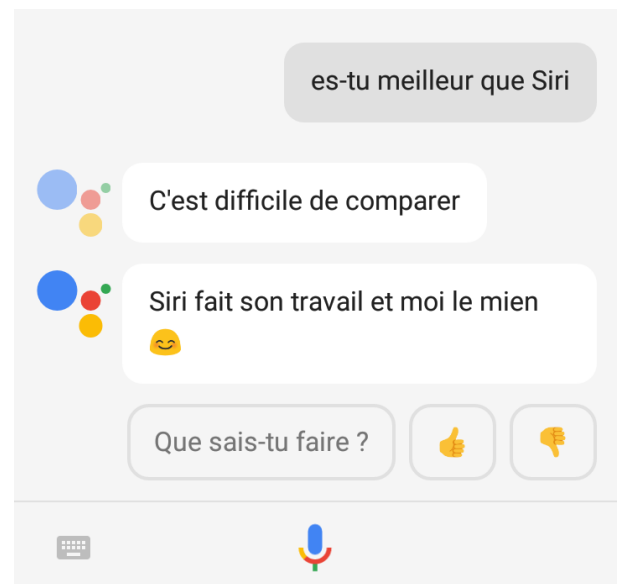 es-tu meilleur que Siri
C'est difficile de comparer
Siri fait son travail et moi le mien
😊
Que sais-tu faire ? 👍 👎